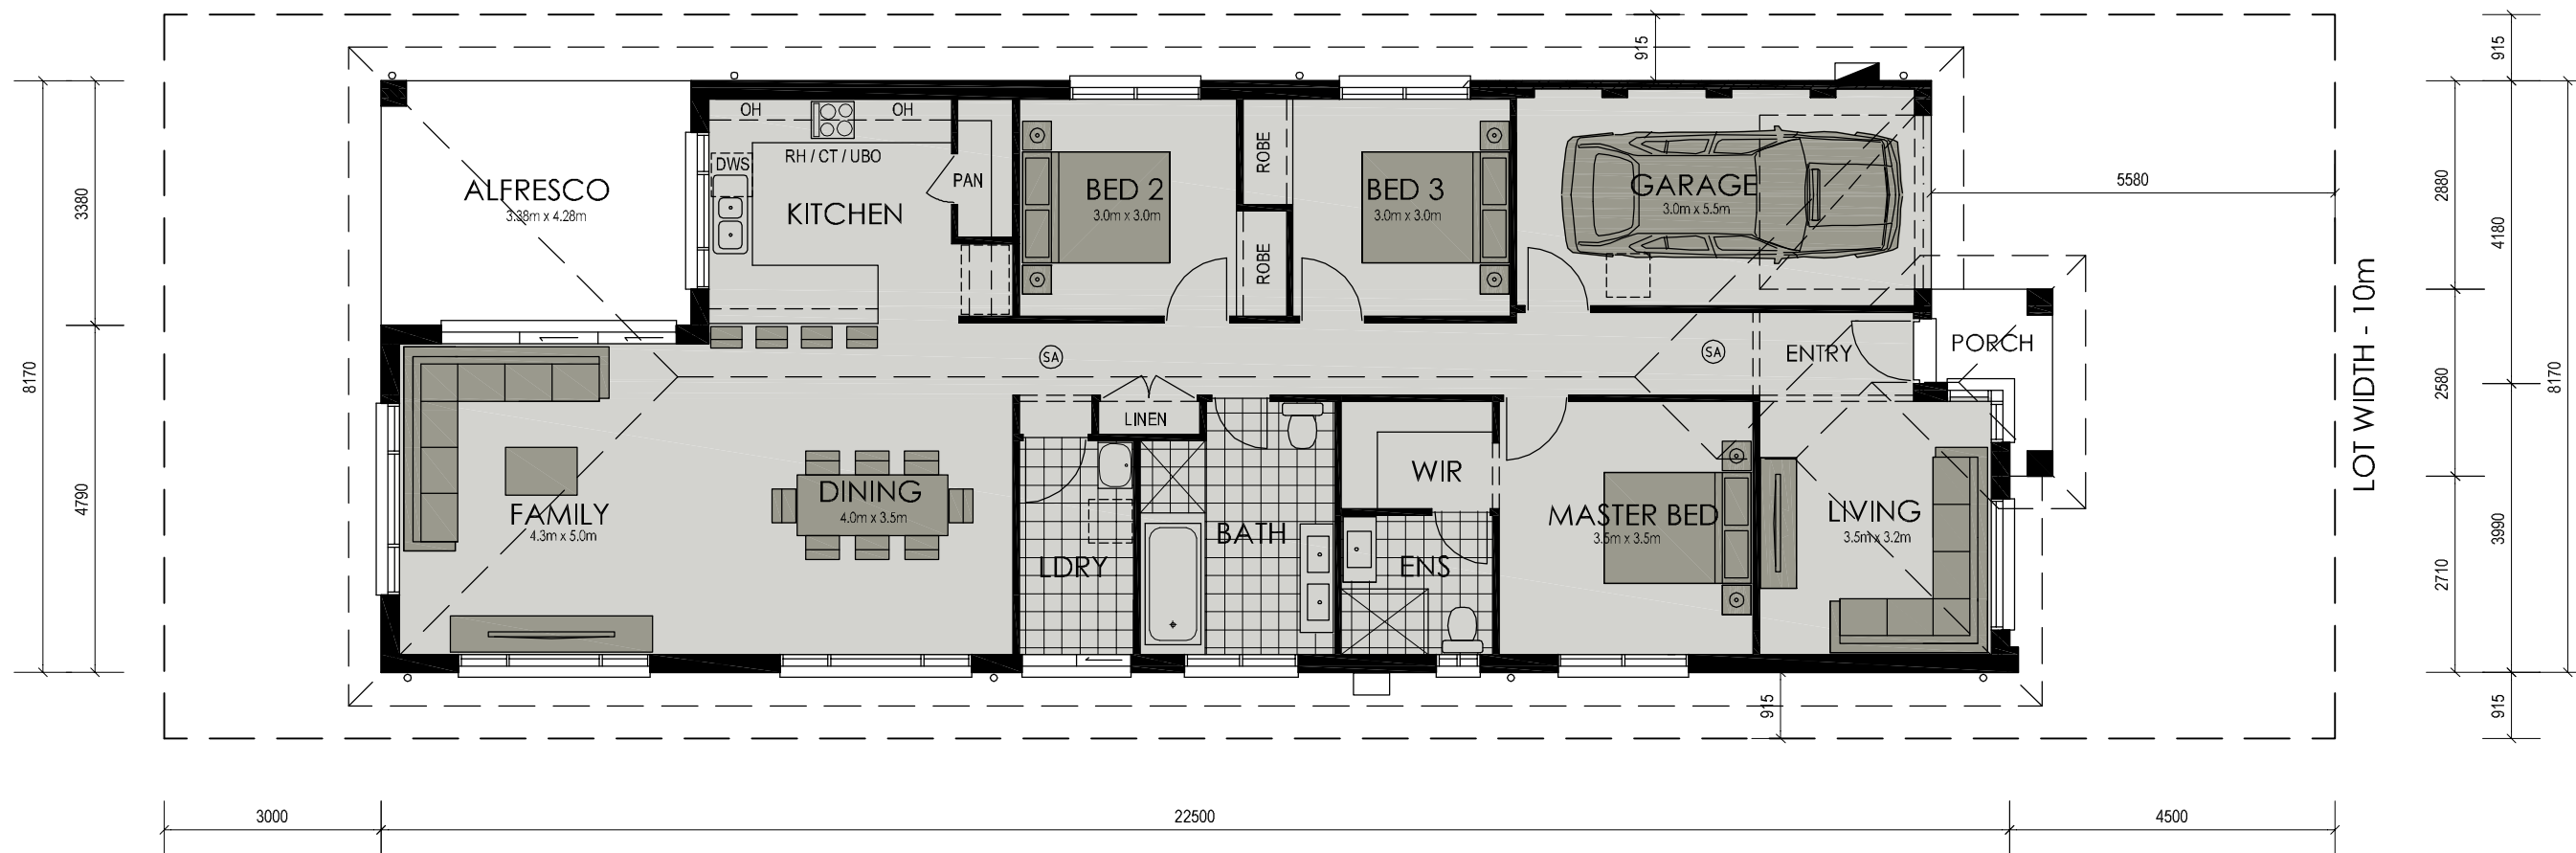 915
915
8170
3380
4790
ALFRESCO
3.38m x 4.28m
OH
OH
DWS
RH / CT / UBO
KITCHEN
PAN
BED 2
3.0m x 3.0m
ROBE
ROBE
BED 3
3.0m x 3.0m
GARAGE
3.0m x 5.5m
5580
2880
4180
2580
8170
3990
2710
915
LOT WIDTH - 10m
SA
SA
ENTRY
PORCH
LINEN
FAMILY
4.3m x 5.0m
DINING
4.0m x 3.5m
LDRY
BATH
WIR
ENS
MASTER BED
3.5m x 3.5m
LIVING
3.5m x 3.2m
915
3000
22500
4500